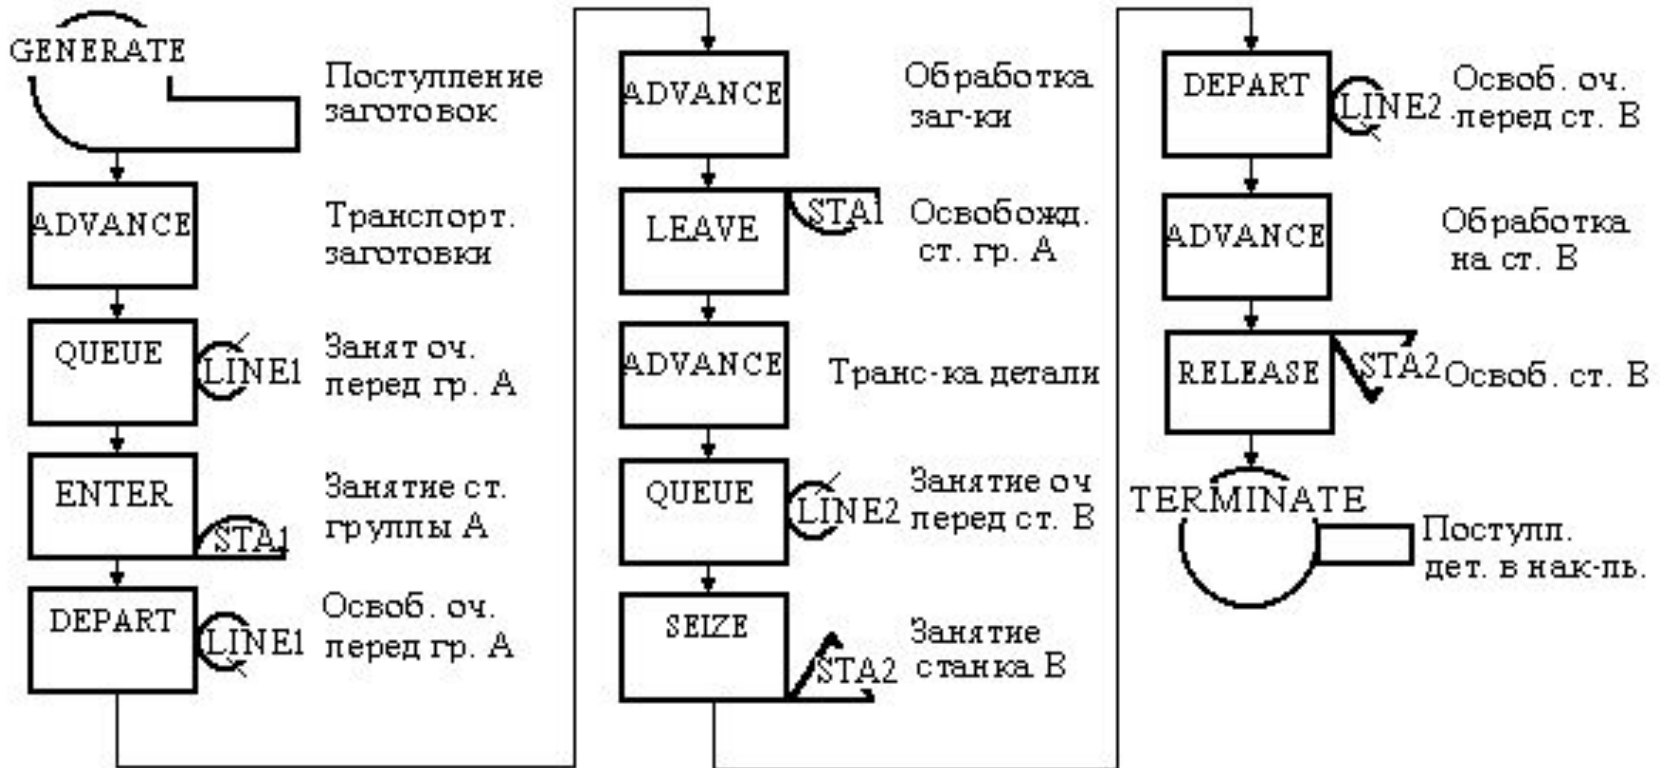 GENERATE
Поступление
заготовок
ADVANCE
Транспорт.
заготовки
QUEUE
LINE1
Занят оч.
перед гр. А
ENTER
STA1
Занятие ст.
группы А
DEPART
LINE1
Освоб. оч.
перед гр. А
ADVANCE
Обработка
заг-ки
LEAVE
STA1
Освобожд.
ст. гр. А
ADVANCE
Транс-ка детали
QUEUE
LINE2
Занятие оч
перед ст. В
SEIZE
STA2
Занятие
станка В
DEPART
LINE2
Освоб. оч.
перед ст. В
ADVANCE
Обработка
на ст. В
RELEASE
STA2
Освоб. ст. В
TERMINATE
Поступл.
дет. в нак-ль.